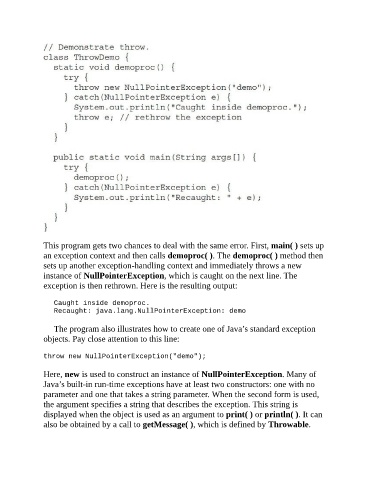 // Demonstrate throw.
class ThrowDemo {
  static void demoproc() {
    try {
      throw new NullPointerException("demo");
    } catch(NullPointerException e) {
      System.out.println("Caught inside demoproc.");
      throw e; // rethrow the exception
    }
  }

  public static void main(String args[]) {
    try {
      demoproc();
    } catch(NullPointerException e) {
      System.out.println("Recaught: " + e);
    }
  }
}
This program gets two chances to deal with the same error. First, main( ) sets up
an exception context and then calls demoproc( ). The demoproc( ) method then
sets up another exception-handling context and immediately throws a new
instance of NullPointerException, which is caught on the next line. The
exception is then rethrown. Here is the resulting output:
Caught inside demoproc.
Recaught: java.lang.NullPointerException: demo
The program also illustrates how to create one of Java's standard exception
objects. Pay close attention to this line:
throw new NullPointerException("demo");
Here, new is used to construct an instance of NullPointerException. Many of
Java's built-in run-time exceptions have at least two constructors: one with no
parameter and one that takes a string parameter. When the second form is used,
the argument specifies a string that describes the exception. This string is
displayed when the object is used as an argument to print( ) or println( ). It can
also be obtained by a call to getMessage( ), which is defined by Throwable.